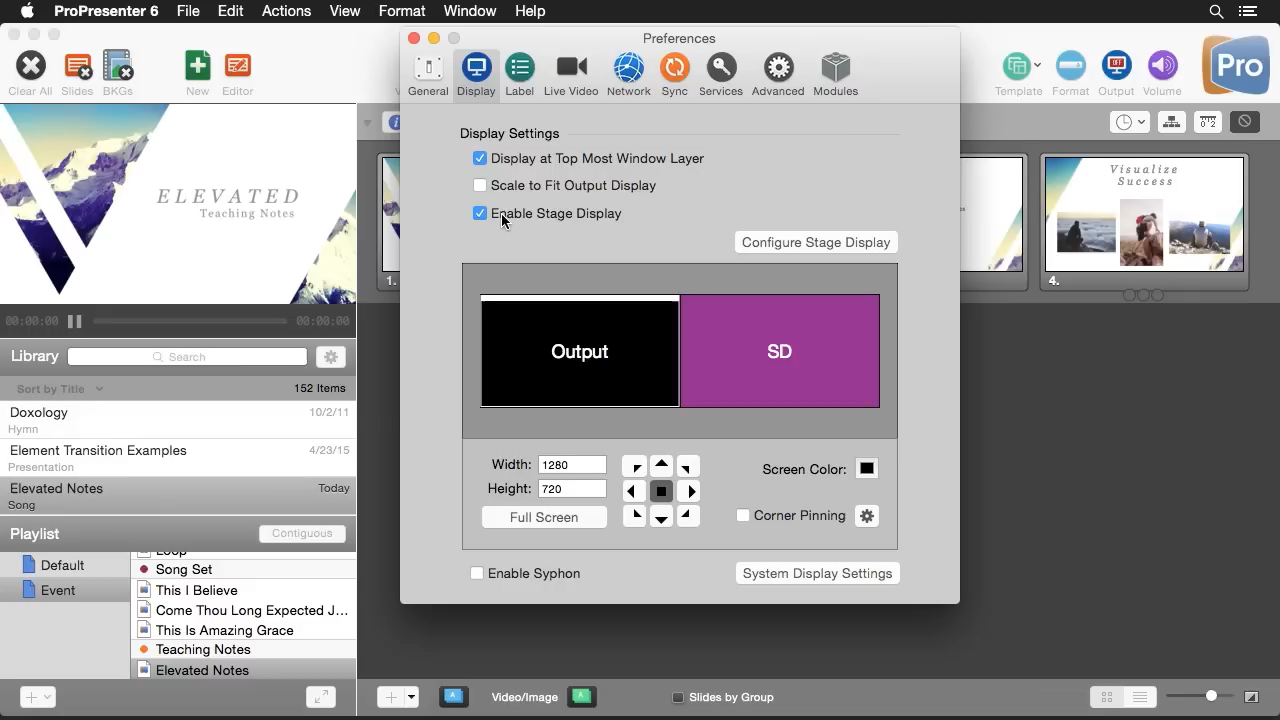 ProPresenter 6 File Edit Actions View Format Window Help
Preferences
Clear All Slides BKGs New Editor
General Display Label Live Video Network Sync Services Advanced Modules
Template Format Output Volume
Pro
OFF
ELEVATED
Teaching Notes
00:00:00 00:00:00
Library Search
Sort by Title 152 Items
Doxology 10/2/11
Hymn
Element Transition Examples 4/23/15
Presentation
Elevated Notes Today
Song
Playlist Contiguous
Default
Event
Loop
Song Set
This I Believe
Come Thou Long Expected J...
This Is Amazing Grace
Teaching Notes
Elevated Notes
Display Settings
Display at Top Most Window Layer
Scale to Fit Output Display
Enable Stage Display
Configure Stage Display
Output SD
Width: 1280
Height: 720
Full Screen
Screen Color:
Corner Pinning
Enable Syphon
System Display Settings
1.
Visualize
Success
4.
Video/Image
Slides by Group